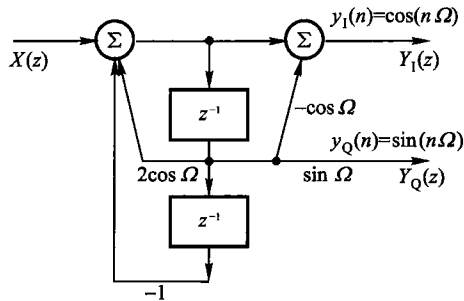 y_I(n)=cos(nΩ)
Σ
Σ
X(z)
Y_I(z)
z⁻¹
−cos Ω
y_Q(n)=sin(nΩ)
2cos Ω
sin Ω
Y_Q(z)
z⁻¹
−1